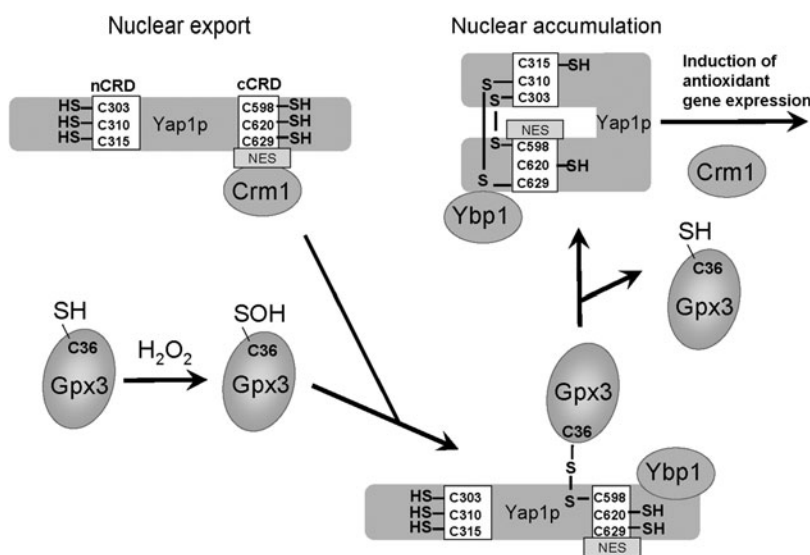 Nuclear export
Nuclear accumulation
nCRD
cCRD
HS C303
HS C310
HS C315
Yap1p
C598 SH
C620 SH
C629 SH
NES
Crm1
C315 SH
S C310
S C303
NES
Yap1p
S C598
C620 SH
S C629
Ybp1
Induction of
antioxidant
gene expression
Crm1
SH
C36
Gpx3
H2O2
SOH
C36
Gpx3
SH
C36
Gpx3
Gpx3
C36
S
S
Ybp1
HS C303
HS C310
HS C315
Yap1p
C598
C620 SH
C629 SH
NES